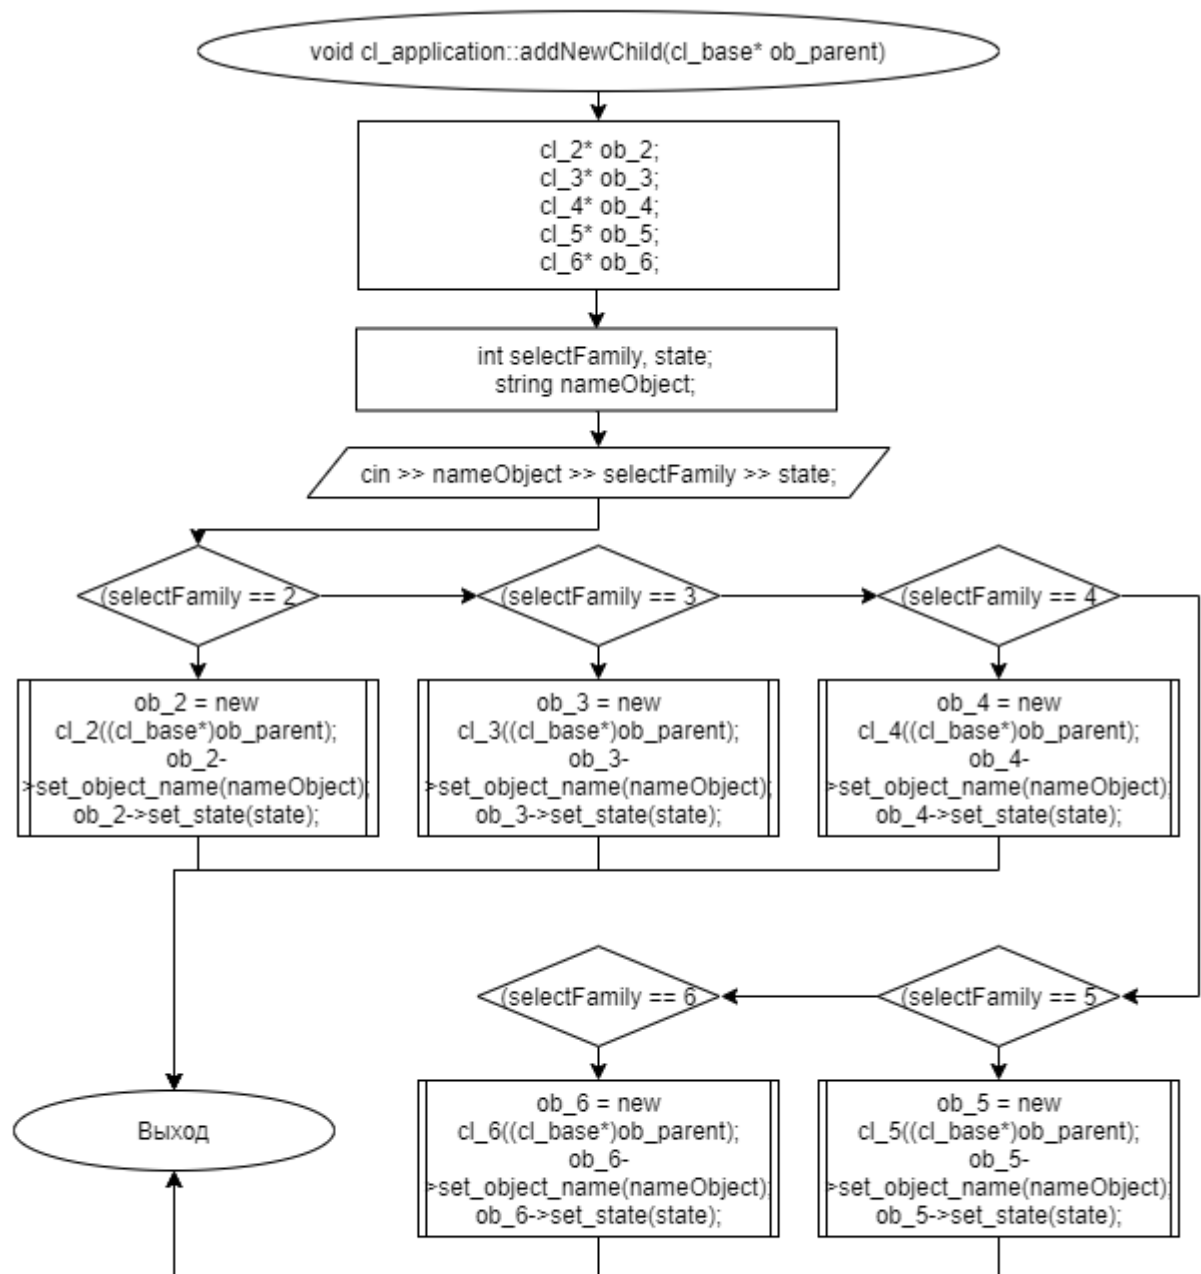 void cl_application::addNewChild(cl_base* ob_parent)
cl_2* ob_2;
cl_3* ob_3;
cl_4* ob_4;
cl_5* ob_5;
cl_6* ob_6;
int selectFamily, state;
string nameObject;
cin >> nameObject >> selectFamily >> state;
(selectFamily == 2
(selectFamily == 3
(selectFamily == 4
ob_2 = new
cl_2((cl_base*)ob_parent);
ob_2-
>set_object_name(nameObject);
ob_2->set_state(state);
ob_3 = new
cl_3((cl_base*)ob_parent);
ob_3-
>set_object_name(nameObject);
ob_3->set_state(state);
ob_4 = new
cl_4((cl_base*)ob_parent);
ob_4-
>set_object_name(nameObject);
ob_4->set_state(state);
(selectFamily == 6
(selectFamily == 5
Выход
ob_6 = new
cl_6((cl_base*)ob_parent);
ob_6-
>set_object_name(nameObject);
ob_6->set_state(state);
ob_5 = new
cl_5((cl_base*)ob_parent);
ob_5-
>set_object_name(nameObject);
ob_5->set_state(state);